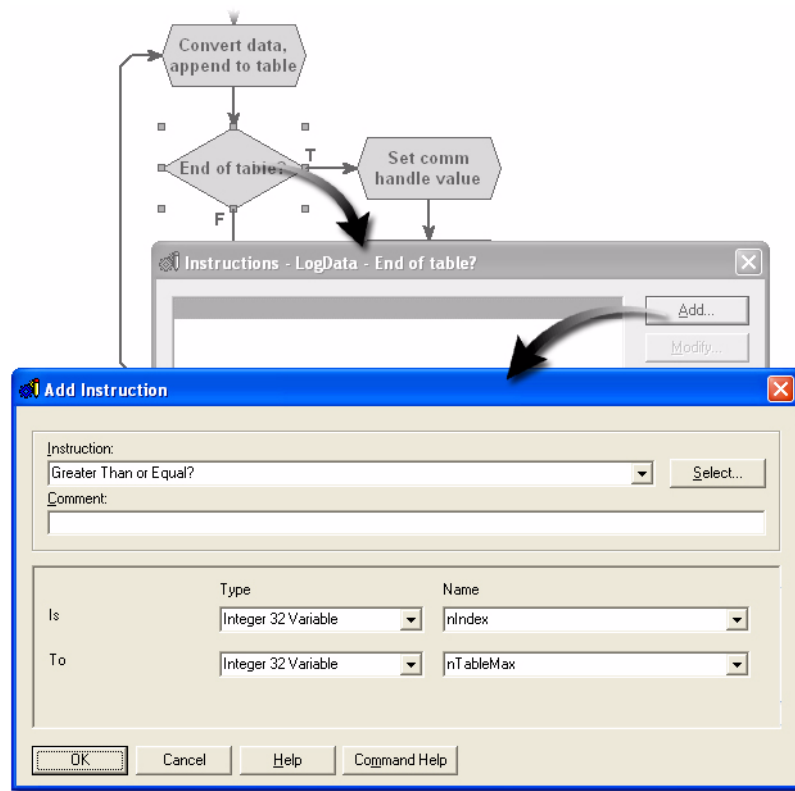 Convert data,
append to table
End of table?
T
Set comm
handle value
F
Instructions - LogData - End of table?
Add...
Modify...
Add Instruction
Instruction:
Greater Than or Equal?
Select...
Comment:
Type
Name
Is
Integer 32 Variable
nIndex
To
Integer 32 Variable
nTableMax
OK
Cancel
Help
Command Help